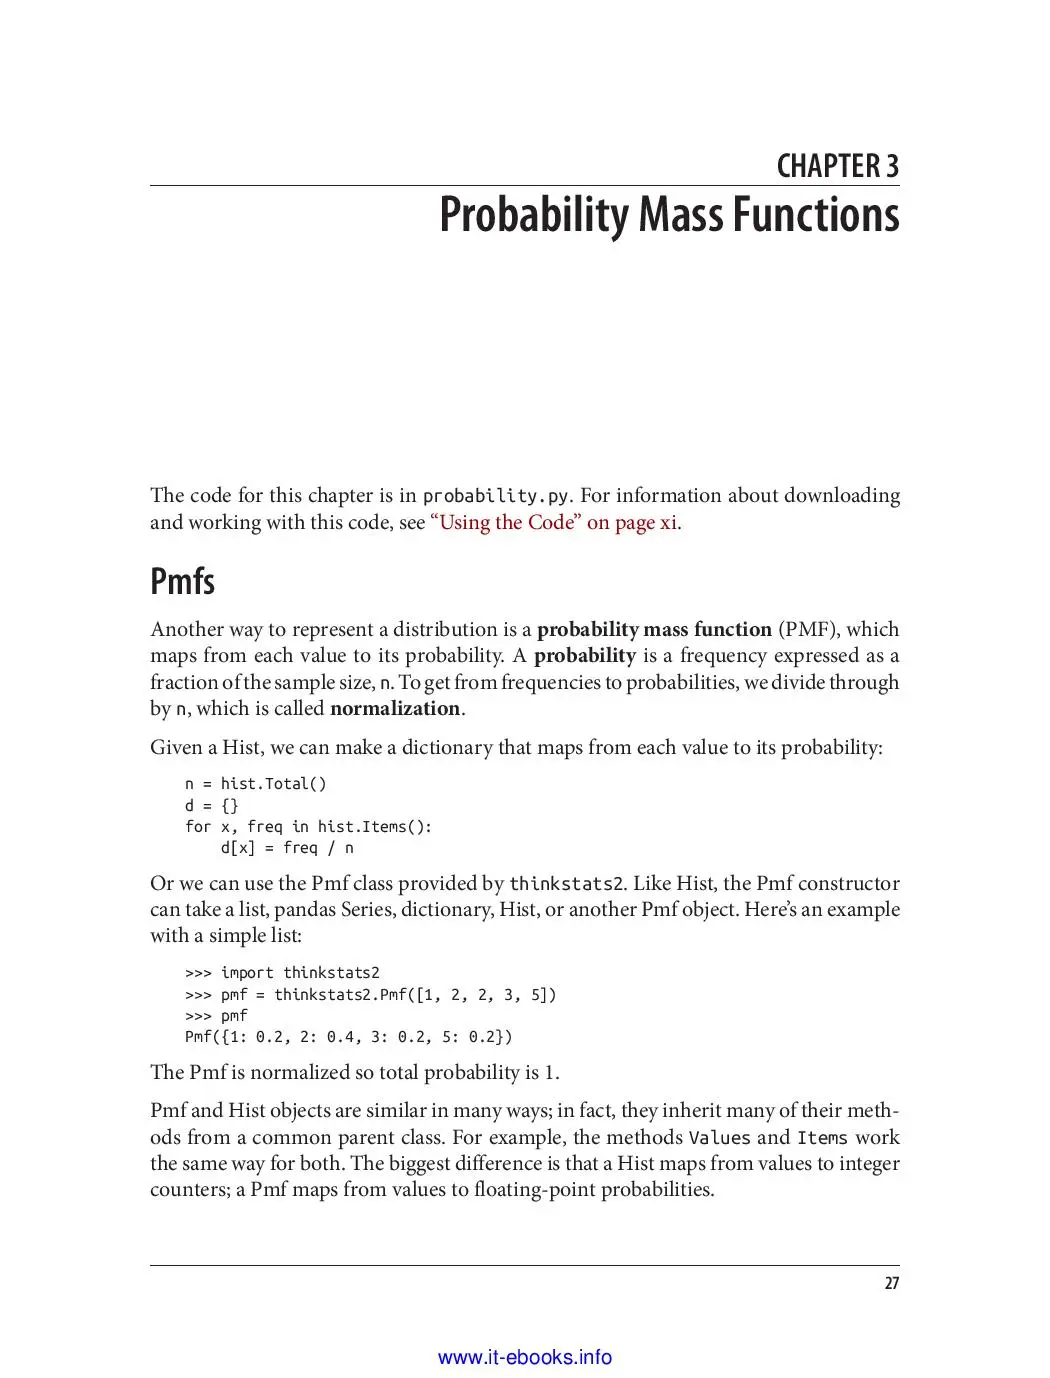 CHAPTER 3
Probability Mass Functions
The code for this chapter is in probability.py. For information about downloading
and working with this code, see “Using the Code” on page xi.
Pmfs
Another way to represent a distribution is a probability mass function (PMF), which
maps from each value to its probability. A probability is a frequency expressed as a
fraction of the sample size, n. To get from frequencies to probabilities, we divide through
by n, which is called normalization.
Given a Hist, we can make a dictionary that maps from each value to its probability:
n = hist.Total()
d = {}
for x, freq in hist.Items():
    d[x] = freq / n
Or we can use the Pmf class provided by thinkstats2. Like Hist, the Pmf constructor
can take a list, pandas Series, dictionary, Hist, or another Pmf object. Here’s an example
with a simple list:
>>> import thinkstats2
>>> pmf = thinkstats2.Pmf([1, 2, 2, 3, 5])
>>> pmf
Pmf({1: 0.2, 2: 0.4, 3: 0.2, 5: 0.2})
The Pmf is normalized so total probability is 1.
Pmf and Hist objects are similar in many ways; in fact, they inherit many of their meth-
ods from a common parent class. For example, the methods Values and Items work
the same way for both. The biggest difference is that a Hist maps from values to integer
counters; a Pmf maps from values to floating-point probabilities.
27
www.it-ebooks.info